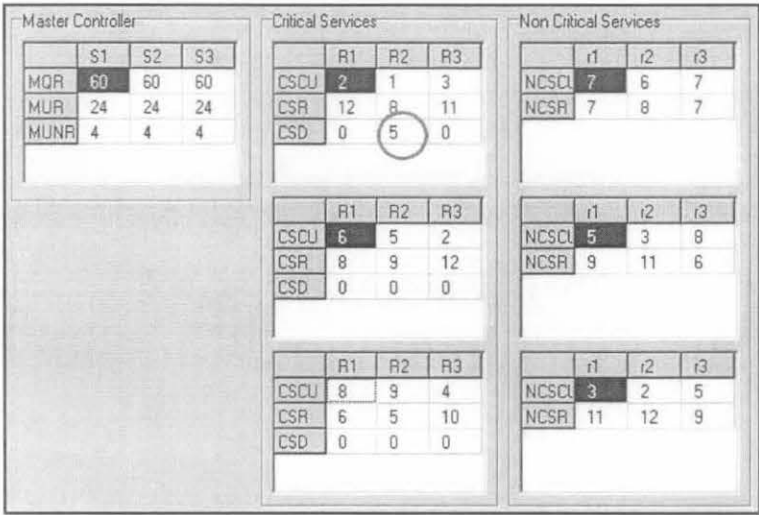 Master Controller
S1 S2 S3
MQR 60 60 60
MUR 24 24 24
MUNR 4 4 4
Critical Services
R1 R2 R3
CSCU 2 1 3
CSR 12 8 11
CSD 0 5 0
R1 R2 R3
CSCU 6 5 2
CSR 8 9 12
CSD 0 0 0
R1 R2 R3
CSCU 8 9 4
CSR 6 5 10
CSD 0 0 0
Non Critical Services
r1 r2 r3
NCSCU 7 6 7
NCSR 7 8 7
r1 r2 r3
NCSCU 5 3 8
NCSR 9 11 6
r1 r2 r3
NCSCU 3 2 5
NCSR 11 12 9